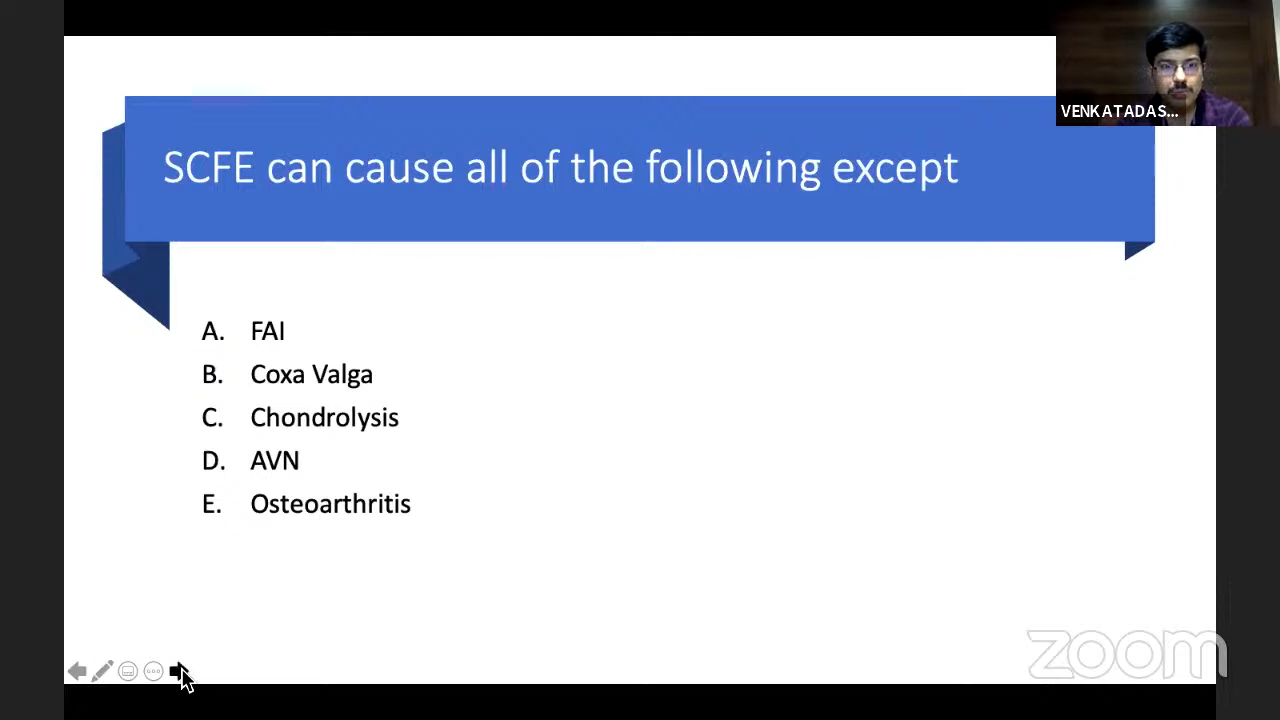 VENKATADAS...
SCFE can cause all of the following except
A. FAI
B. Coxa Valga
C. Chondrolysis
D. AVN
E. Osteoarthritis
zoom